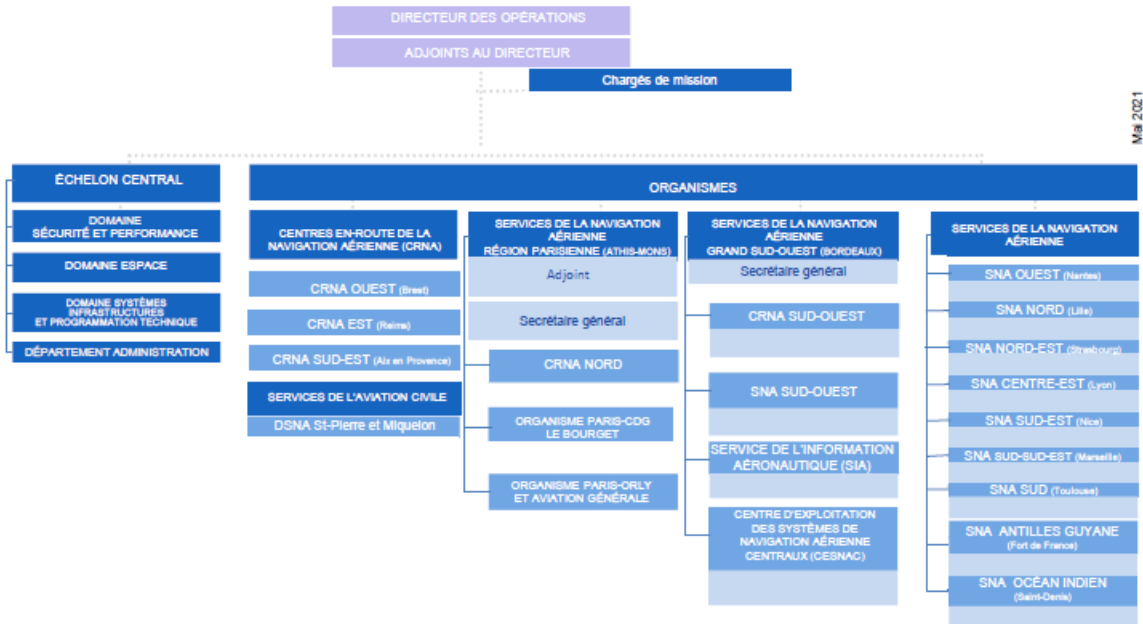 DIRECTEUR DES OPÉRATIONS
ADJOINTS AU DIRECTEUR
Chargés de mission
Mai 2021
ÉCHELON CENTRAL
DOMAINE
SÉCURITÉ ET PERFORMANCE
DOMAINE ESPACE
DOMAINE SYSTÈMES
INFRASTRUCTURES
ET PROGRAMMATION TECHNIQUE
DÉPARTEMENT ADMINISTRATION
ORGANISMES
CENTRES EN-ROUTE DE LA
NAVIGATION AÉRIENNE (CRNA)
CRNA OUEST (Brest)
CRNA EST (Reims)
CRNA SUD-EST (Aix en Provence)
SERVICES DE L'AVIATION CIVILE
DSNA St-Pierre et Miquelon
SERVICES DE LA NAVIGATION
AÉRIENNE
RÉGION PARISIENNE (ATHIS-MONS)
Adjoint
Secrétaire général
CRNA NORD
ORGANISME PARIS-CDG
LE BOURGET
ORGANISME PARIS-ORLY
ET AVIATION GÉNÉRALE
SERVICES DE LA NAVIGATION
AÉRIENNE
GRAND SUD-OUEST (BORDEAUX)
Secrétaire général
CRNA SUD-OUEST
SNA SUD-OUEST
SERVICE DE L'INFORMATION
AÉRONAUTIQUE (SIA)
CENTRE D'EXPLOITATION
DES SYSTÈMES DE
NAVIGATION AÉRIENNE
CENTRAUX (CESNAC)
SERVICES DE LA NAVIGATION
AÉRIENNE
SNA OUEST (Nantes)
SNA NORD (Lille)
SNA NORD-EST (Strasbourg)
SNA CENTRE-EST (Lyon)
SNA SUD-EST (Nice)
SNA SUD-SUD-EST (Marseille)
SNA SUD (Toulouse)
SNA ANTILLES GUYANE
(Fort de France)
SNA OCÉAN INDIEN
(Saint-Denis)